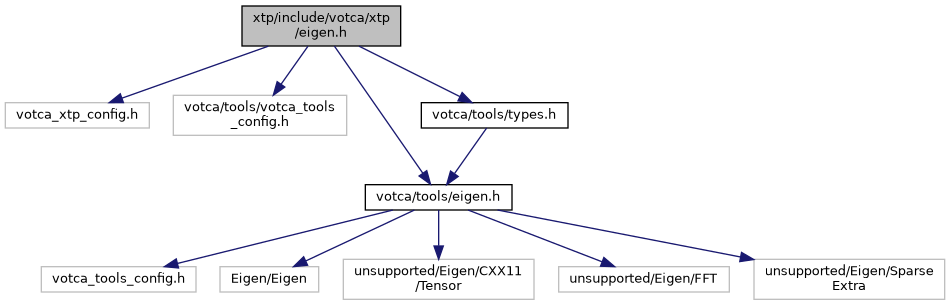 xtp/include/votca/xtp
/eigen.h
votca_xtp_config.h
votca/tools/votca_tools
_config.h
votca/tools/types.h
votca/tools/eigen.h
votca_tools_config.h
Eigen/Eigen
unsupported/Eigen/CXX11
/Tensor
unsupported/Eigen/FFT
unsupported/Eigen/Sparse
Extra